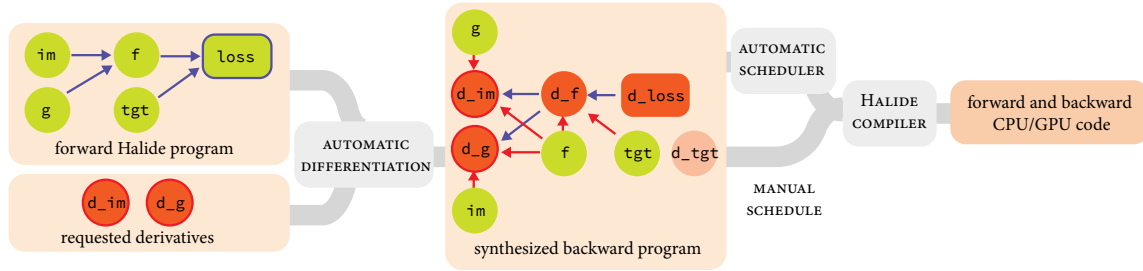 im
f
loss
g
tgt
forward Halide program
d_im
d_g
requested derivatives
AUTOMATIC
DIFFERENTIATION
g
d_im
d_f
d_loss
d_g
f
tgt
d_tgt
im
synthesized backward program
AUTOMATIC
SCHEDULER
MANUAL
SCHEDULE
HALIDE
COMPILER
forward and backward
CPU/GPU code